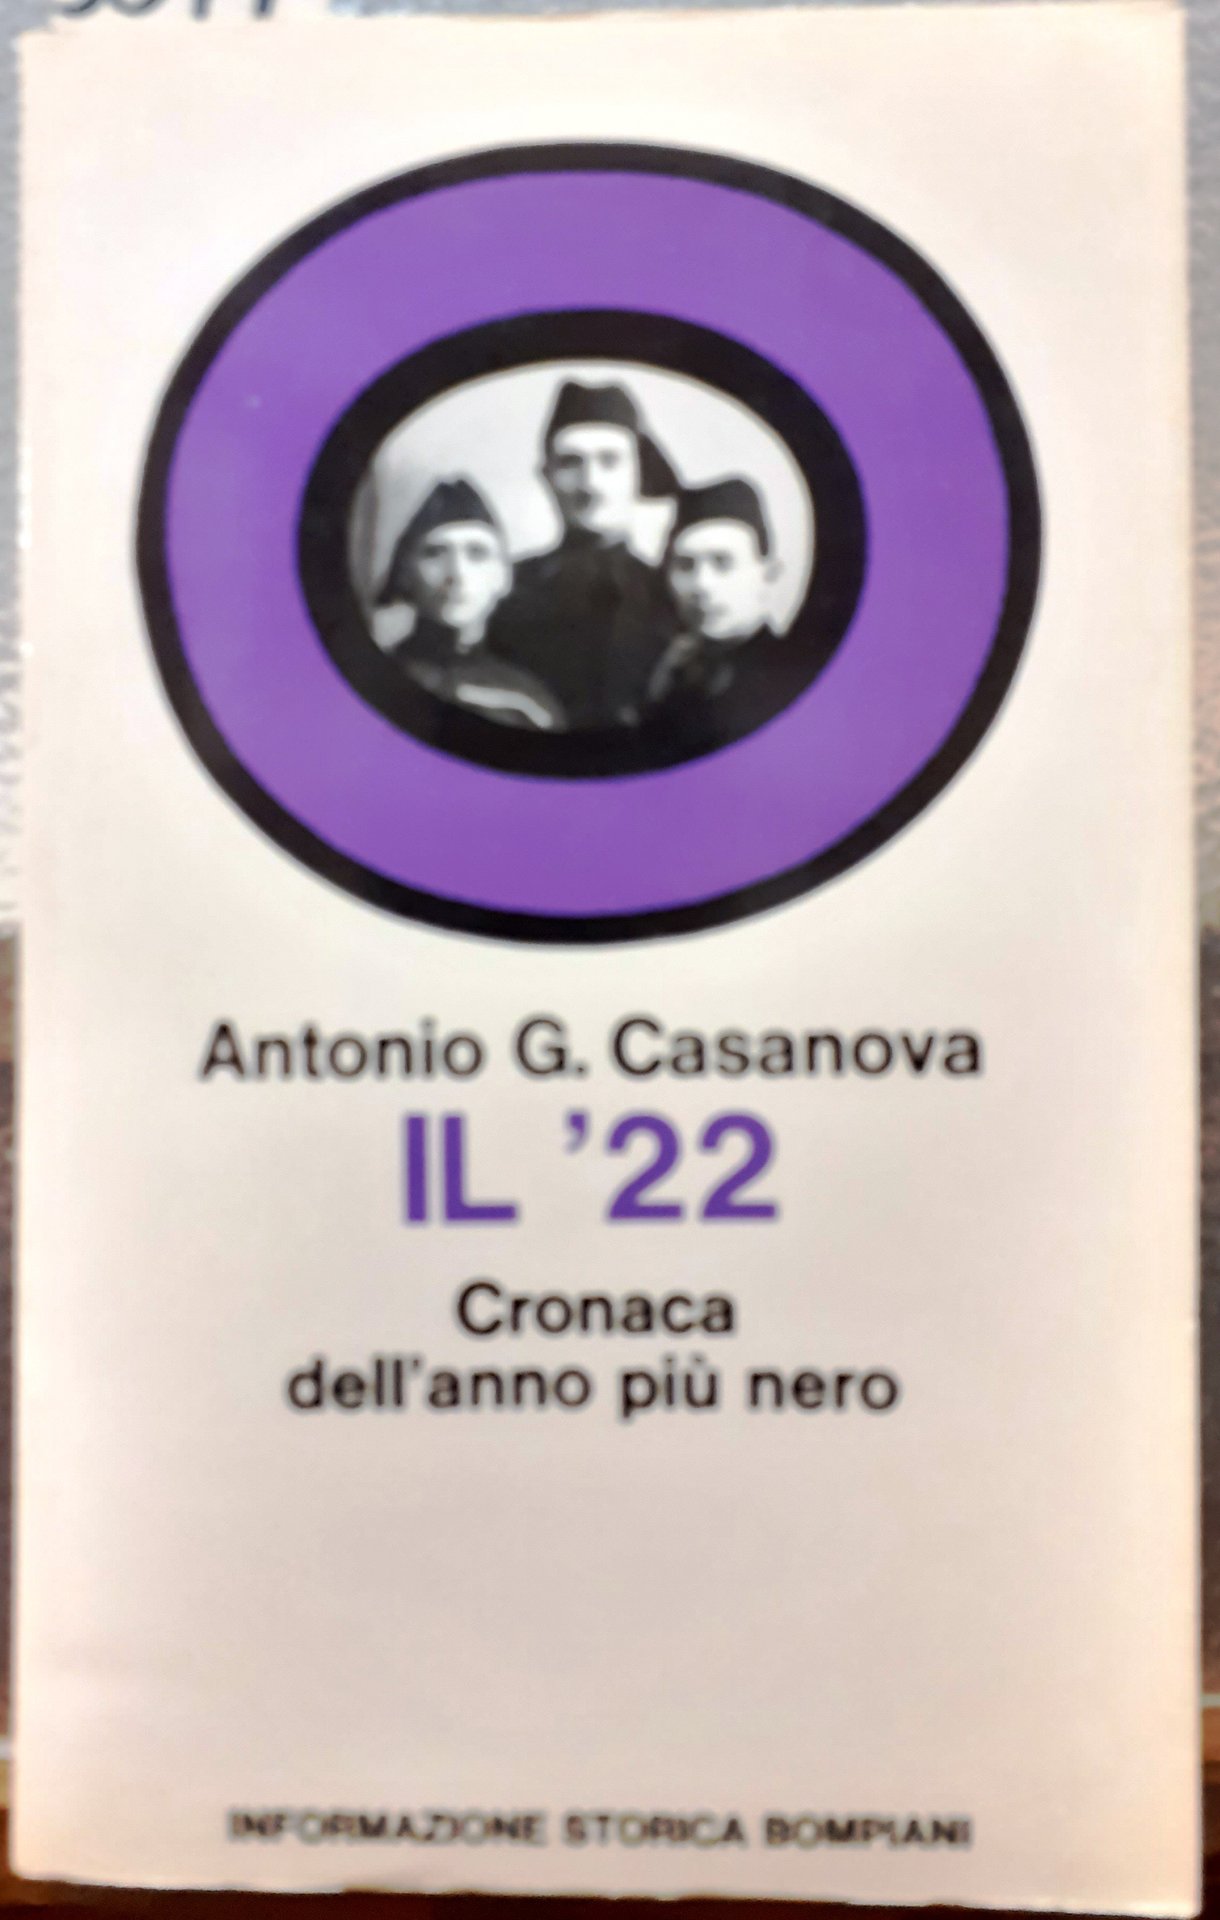 Antonio G. Casanova
IL '22
Cronaca
dell'anno più nero
INFORMAZIONE STORICA BOMPIANI